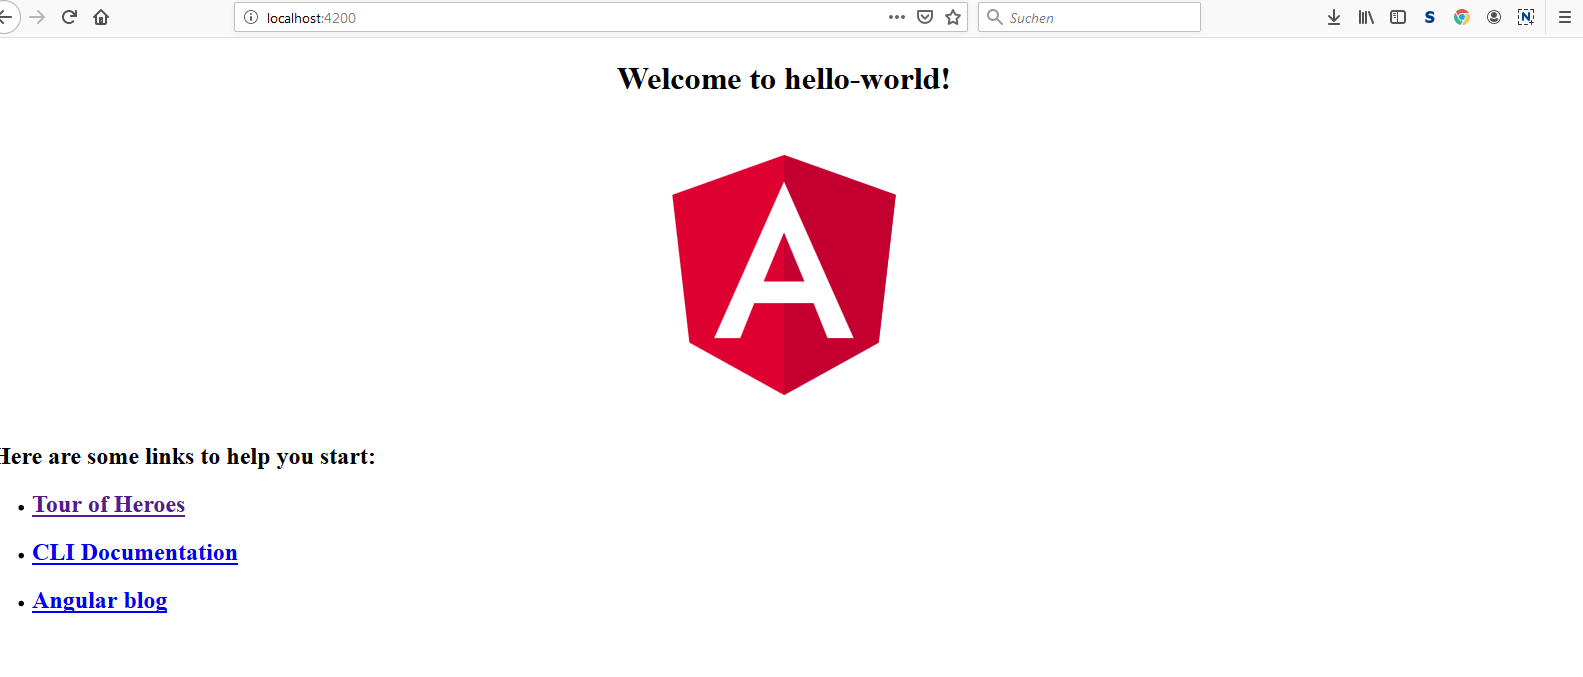 localhost:4200
Suchen
S
N
Welcome to hello-world!
A
Here are some links to help you start:
Tour of Heroes
CLI Documentation
Angular blog